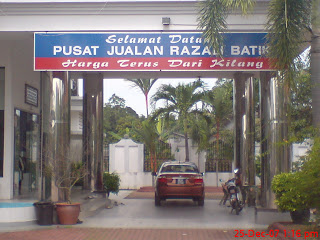 Selamat Datang
PUSAT JUALAN RAZALI BATIK
Harga Terus Dari Kilang